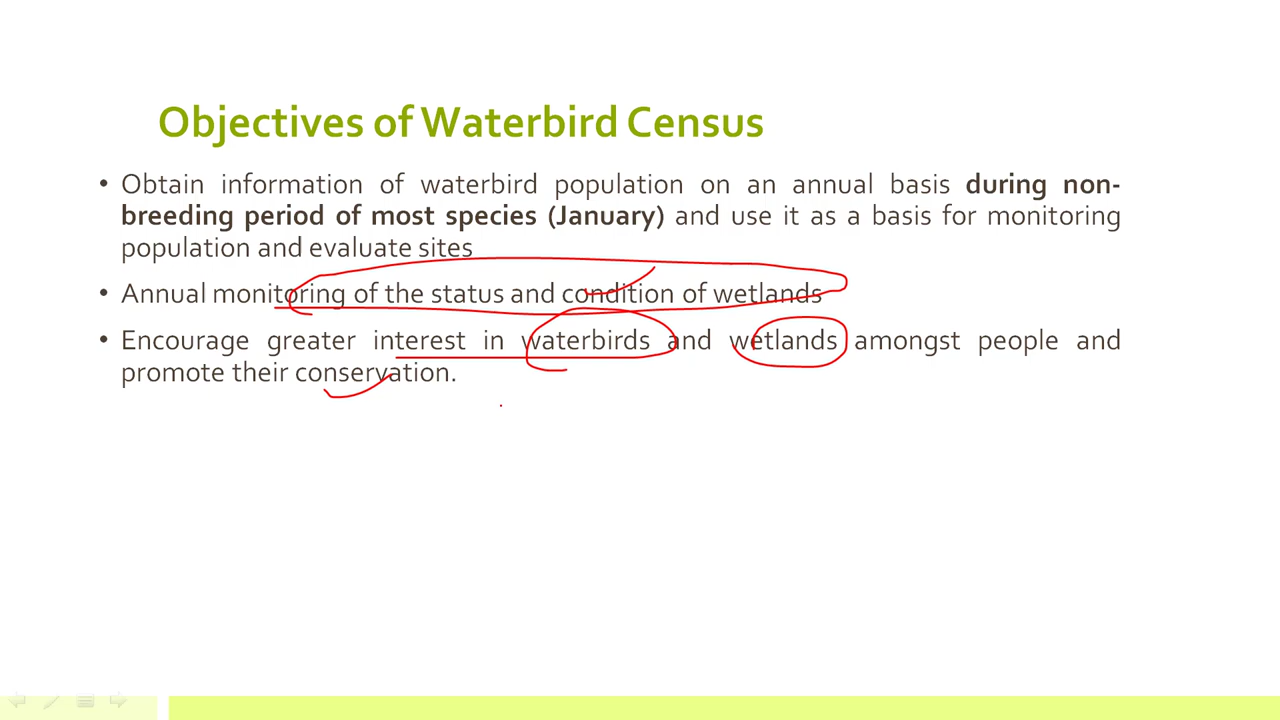 Objectives of Waterbird Census
• Obtain information of waterbird population on an annual basis during non-
breeding period of most species (January) and use it as a basis for monitoring
population and evaluate sites
• Annual monitoring of the status and condition of wetlands
• Encourage greater interest in waterbirds and wetlands amongst people and
promote their conservation.